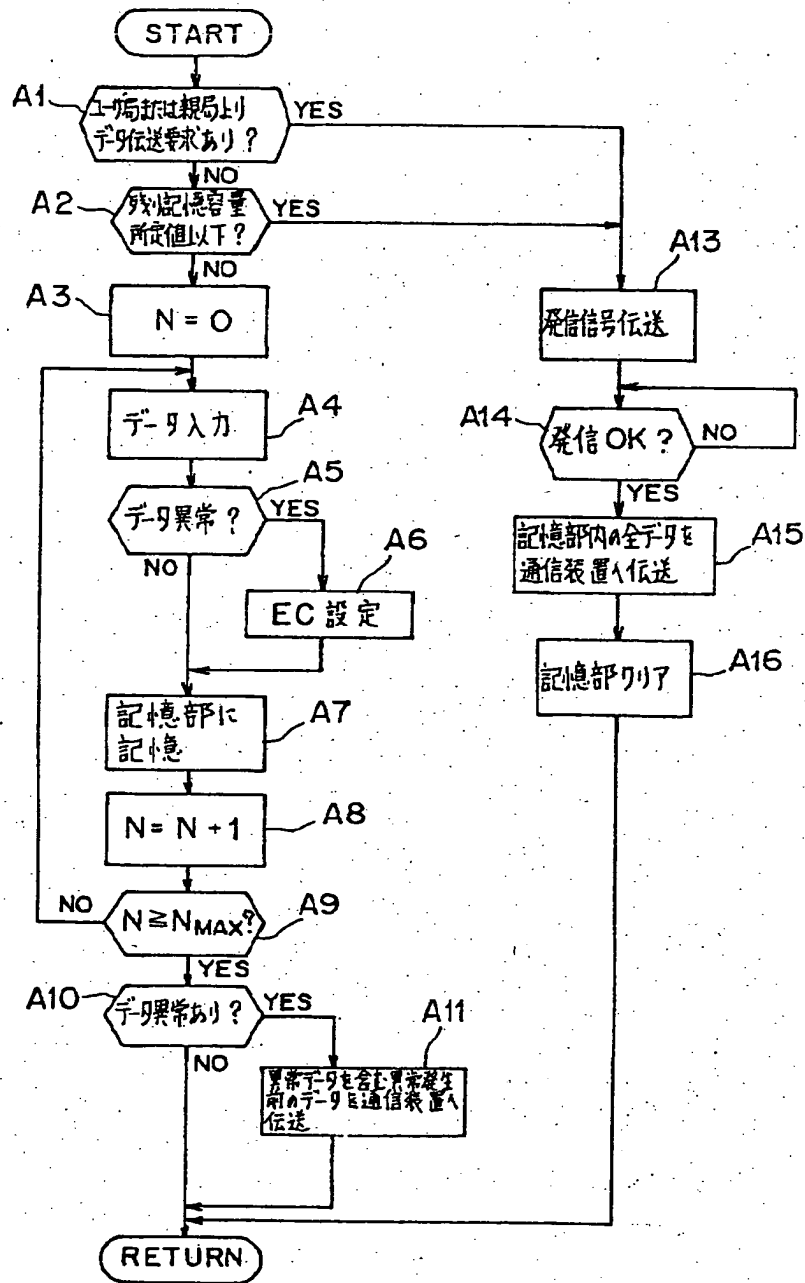 START
A1
ユーザ局または親局より
データ伝送要求あり?
YES
NO
A2
残り記憶容量
所定値以下?
YES
NO
A3
N = 0
A4
データ入力
A5
データ異常?
YES
NO
A6
EC設定
A7
記憶部に
記憶
A8
N = N + 1
A9
N ≧ NMAX?
NO
YES
A10
データ異常あり?
YES
NO
A11
異常データを含む異常発生
前のデータを通信装置へ
伝送
RETURN
A13
発信信号伝送
A14
発信OK?
NO
YES
A15
記憶部内の全データを
通信装置へ伝送
A16
記憶部クリア